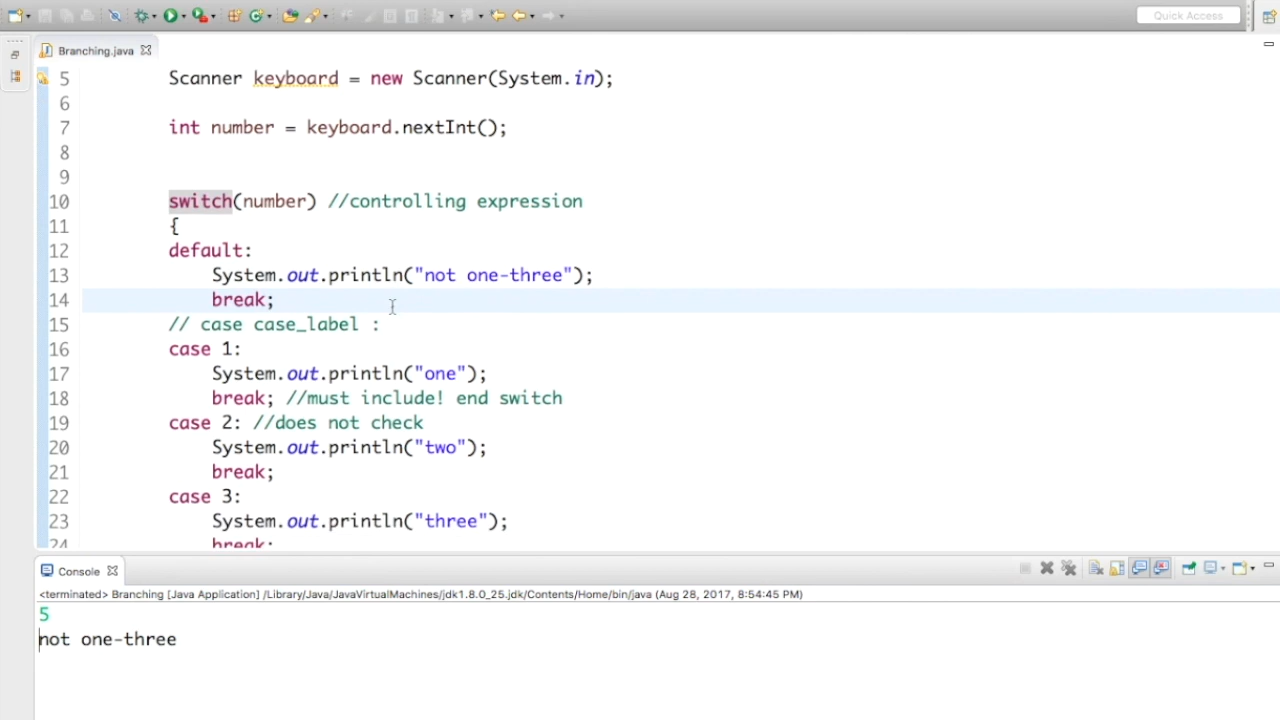 Quick Access
Branching.java
5 Scanner keyboard = new Scanner(System.in);
6
7 int number = keyboard.nextInt();
8
9
10 switch(number) //controlling expression
11 {
12 default:
13 System.out.println("not one-three");
14 break;
15 // case case_label :
16 case 1:
17 System.out.println("one");
18 break; //must include! end switch
19 case 2: //does not check
20 System.out.println("two");
21 break;
22 case 3:
23 System.out.println("three");
24 break;
Console
<terminated> Branching [Java Application] /Library/Java/JavaVirtualMachines/jdk1.8.0_25.jdk/Contents/Home/bin/java (Aug 28, 2017, 8:54:45 PM)
5
not one-three